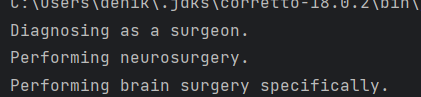 C:\Users\denik\.jdks\corretto-18.0.2\bin\
Diagnosing as a surgeon.
Performing neurosurgery.
Performing brain surgery specifically.